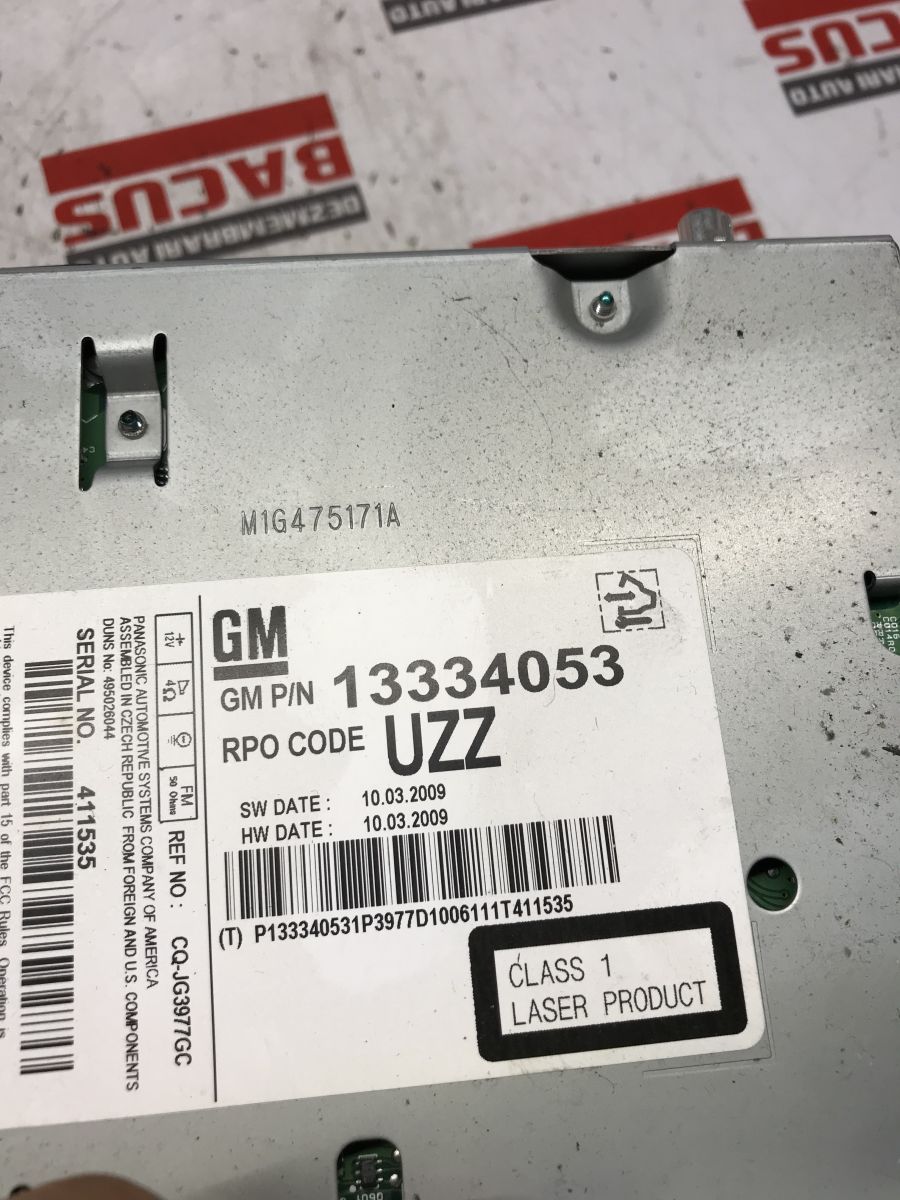 AUTO
BACUS
DEZMEMBRARI AUTO
BACUS
DEZMEMBRARI AUTO
M1G475171A
GM
GM P/N 13334053
RPO CODE UZZ
SW DATE : 10.03.2009
HW DATE : 10.03.2009
(T) P133340531P3977D1006111T411535
CLASS 1
LASER PRODUCT
+ 12V
4Ω
FM 50 Ohms
REF NO : CQ-JG3977GC
PANASONIC AUTOMOTIVE SYSTEMS COMPANY OF AMERICA
ASSEMBLED IN CZECH REPUBLIC FROM FOREIGN AND U.S. COMPONENTS
DUNS No: 495026044
SERIAL NO. 411535
This device complies with part 15 of the FCC Rules. Operation is